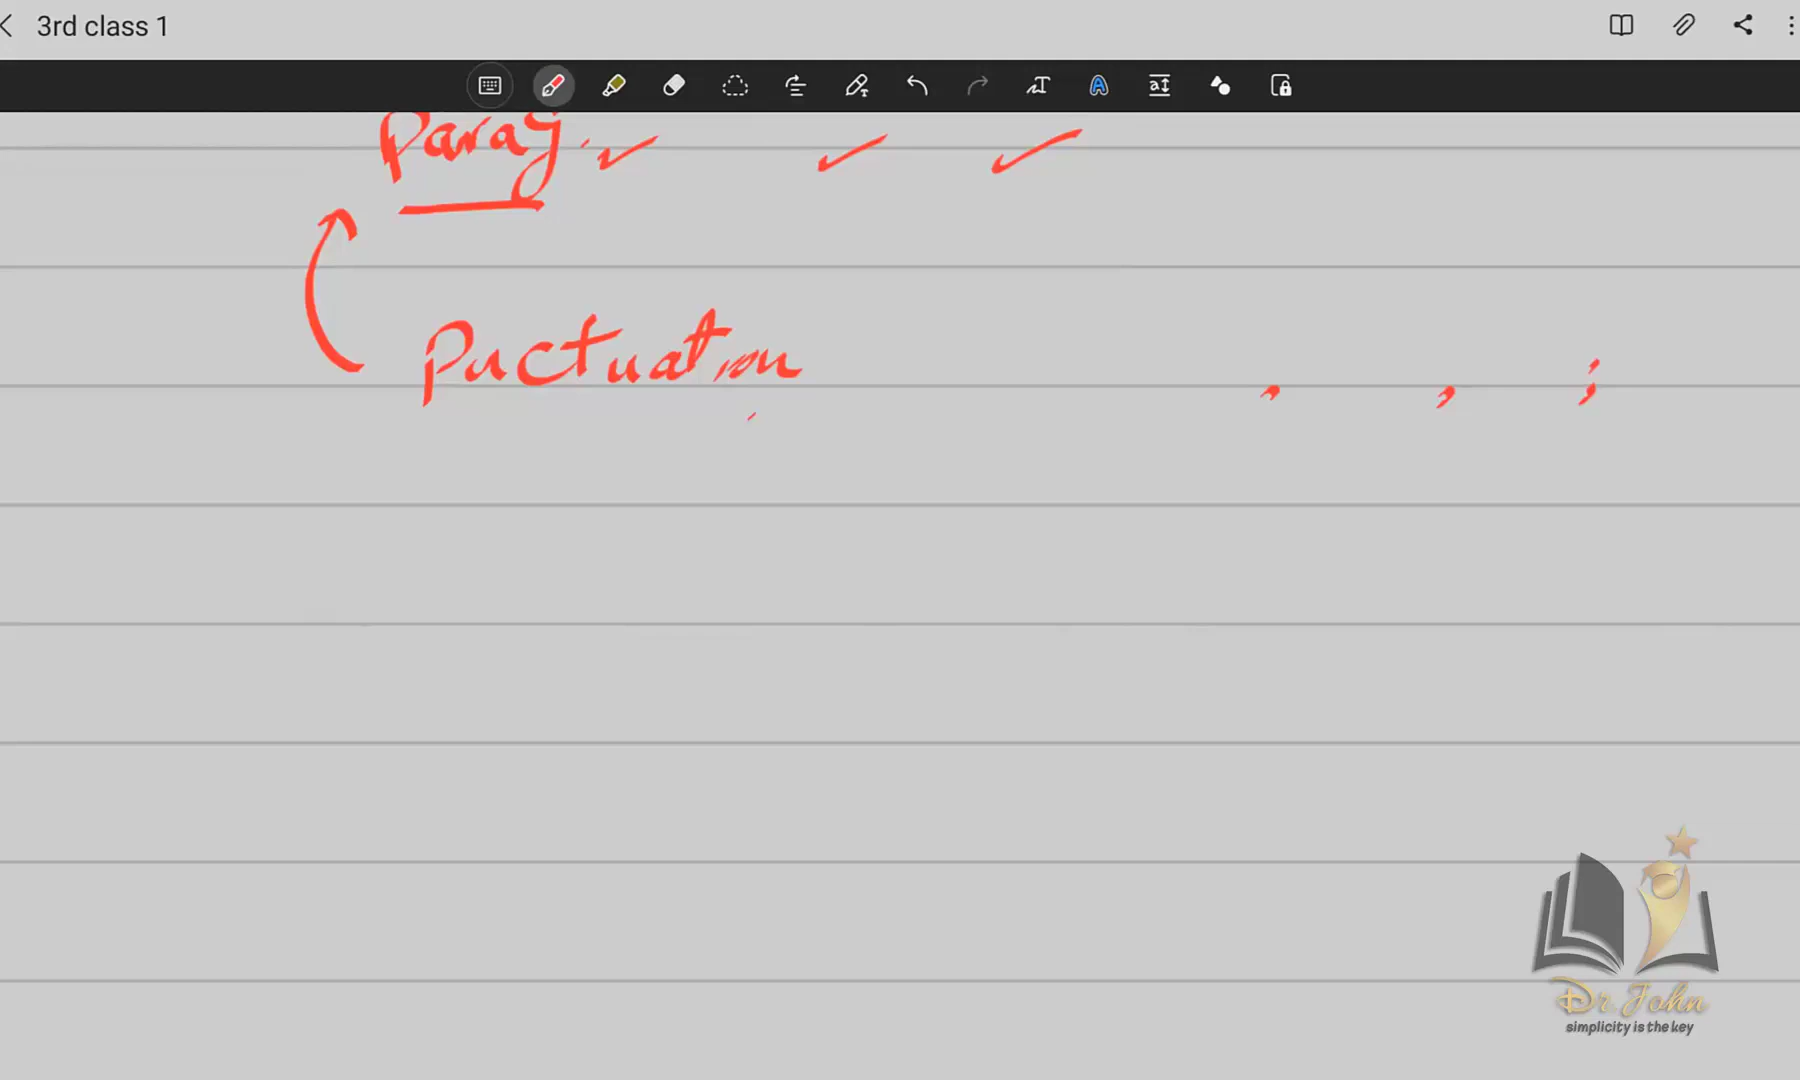 3rd class 1
Parag.
Puctuation , , ;
Dr. John
simplicity is the key